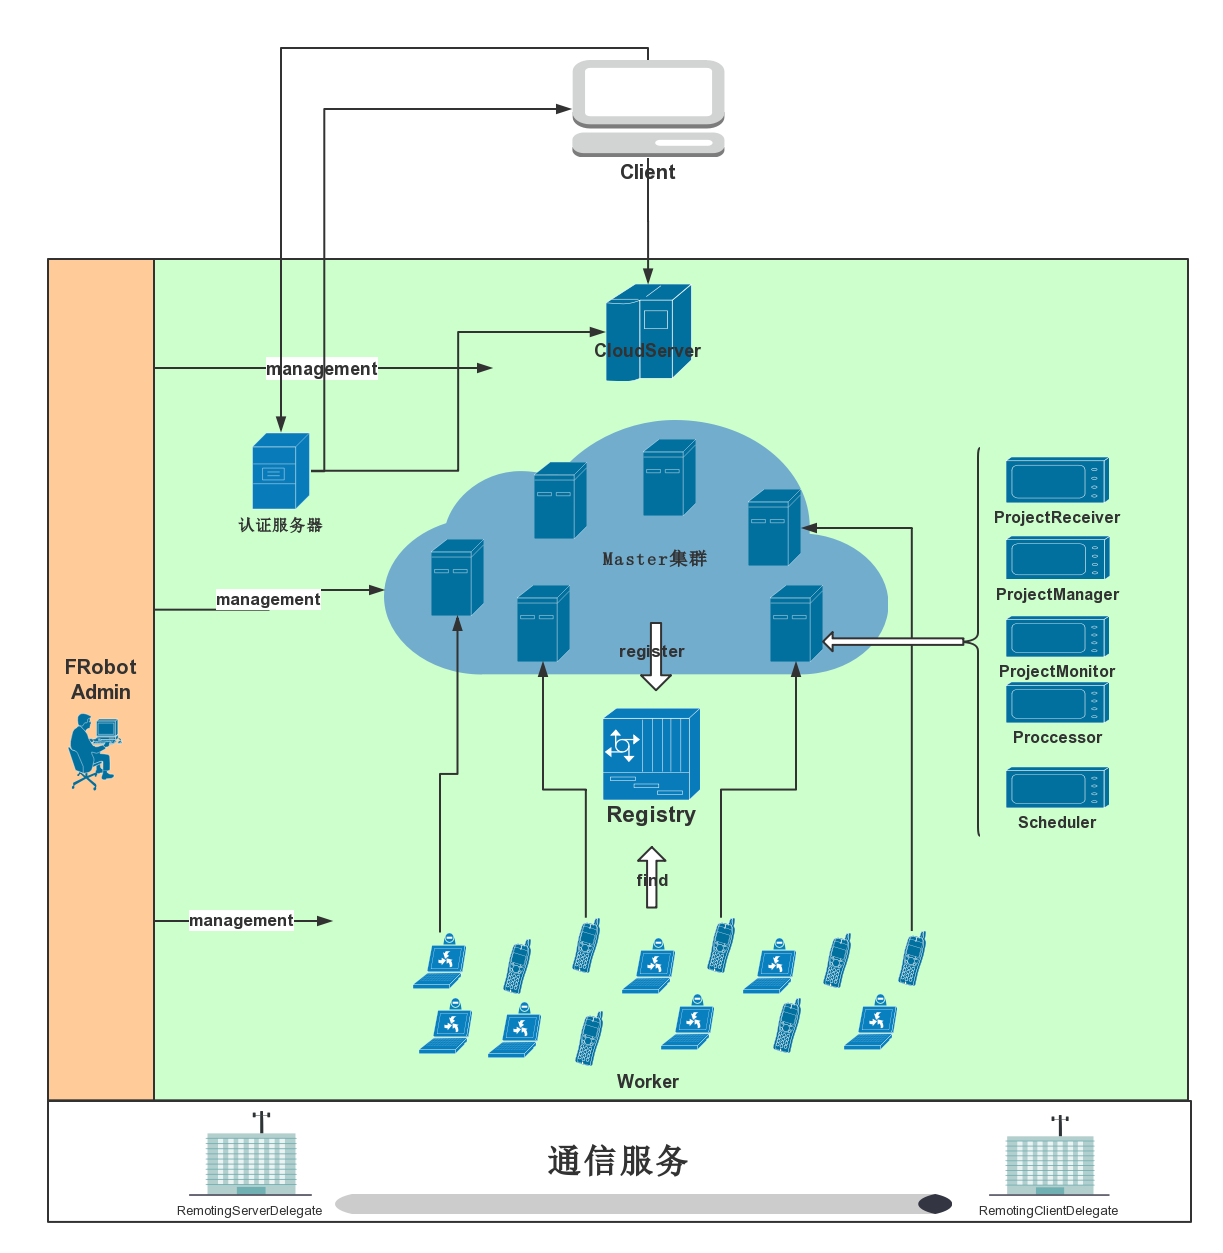 Client
CloudServer
management
认证服务器
ProjectReceiver
Master集群
ProjectManager
management
register
ProjectMonitor
FRobot
Admin
Proccessor
Registry
Scheduler
find
management
Worker
通信服务
RemotingServerDelegate
RemotingClientDelegate